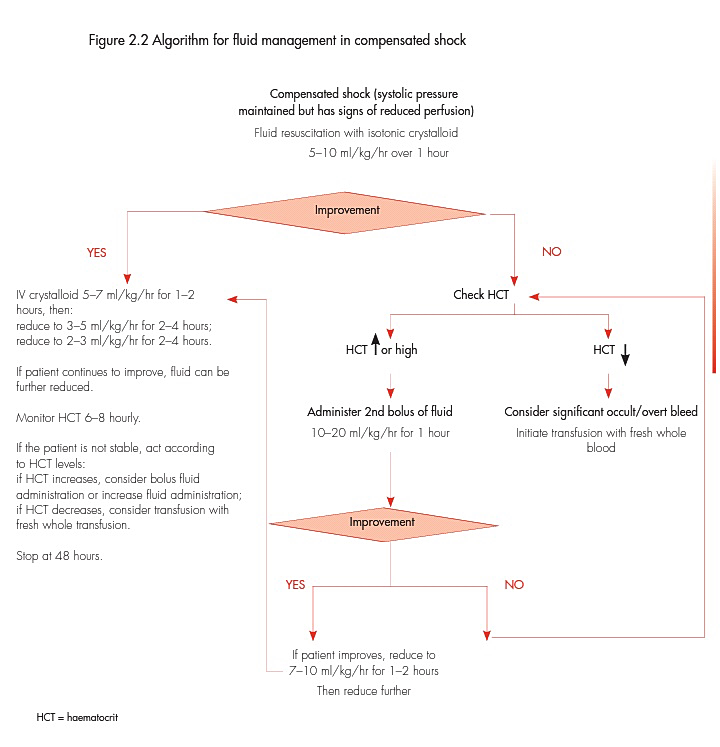 Figure 2.2 Algorithm for fluid management in compensated shock
Compensated shock (systolic pressure
maintained but has signs of reduced perfusion)
Fluid resuscitation with isotonic crystalloid
5–10 ml/kg/hr over 1 hour
Improvement
YES
NO
IV crystalloid 5–7 ml/kg/hr for 1–2
hours, then:
reduce to 3–5 ml/kg/hr for 2–4 hours;
reduce to 2–3 ml/kg/hr for 2–4 hours.
If patient continues to improve, fluid can be
further reduced.
Monitor HCT 6–8 hourly.
If the patient is not stable, act according
to HCT levels:
if HCT increases, consider bolus fluid
administration or increase fluid administration;
if HCT decreases, consider transfusion with
fresh whole transfusion.
Stop at 48 hours.
Check HCT
HCT or high
HCT
Administer 2nd bolus of fluid
10–20 ml/kg/hr for 1 hour
Consider significant occult/overt bleed
Initiate transfusion with fresh whole
blood
Improvement
YES
NO
If patient improves, reduce to
7–10 ml/kg/hr for 1–2 hours
Then reduce further
HCT = haematocrit